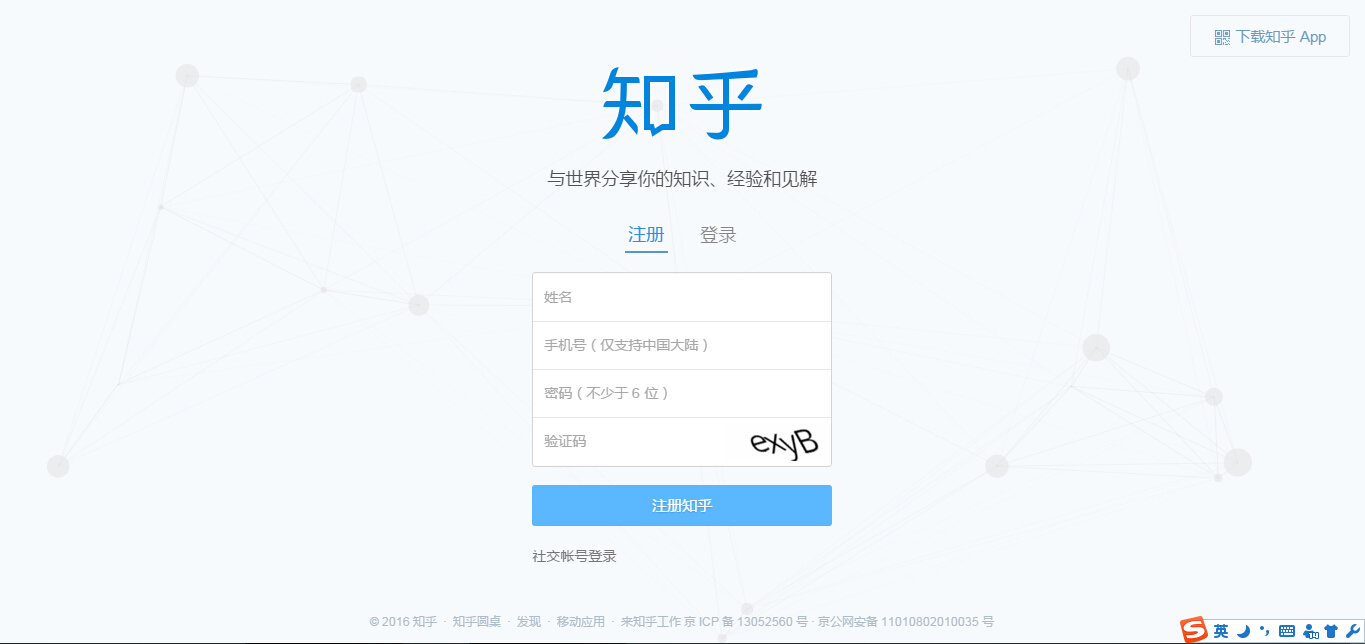 下载知乎 App
知乎
与世界分享你的知识、经验和见解
注册 登录
姓名
手机号（仅支持中国大陆）
密码（不少于 6 位）
验证码 exyB
注册知乎
社交帐号登录
© 2016 知乎 · 知乎圆桌 · 发现 · 移动应用 · 来知乎工作 京 ICP 备 13052560 号 · 京公网安备 11010802010035 号
S 英